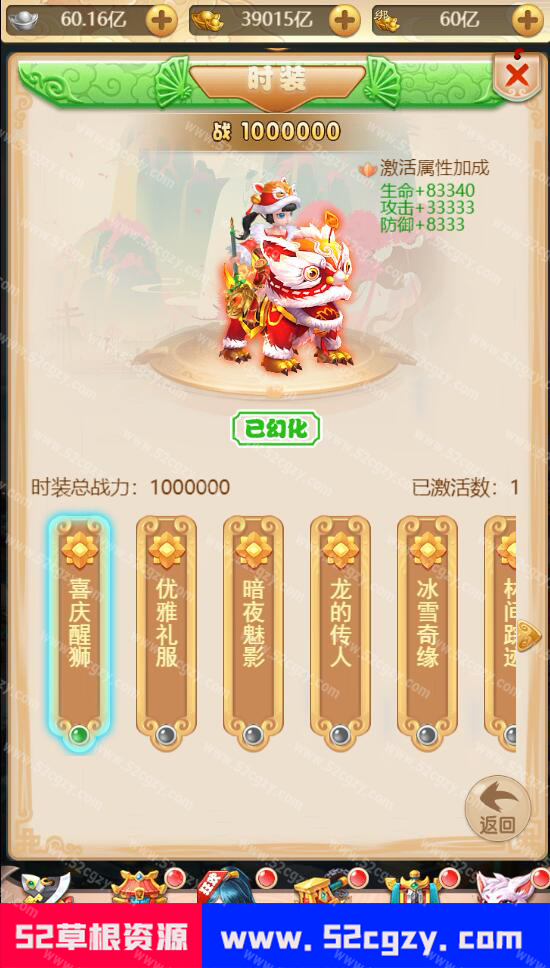 60.16亿
39015亿
绑
60亿
时装
战 1000000
激活属性加成
生命+83340
攻击+33333
防御+8333
已幻化
时装总战力: 1000000
已激活数: 1
喜庆醒狮
优雅礼服
暗夜魅影
龙的传人
冰雪奇缘
返回
52草根资源
www.52cgzy.com